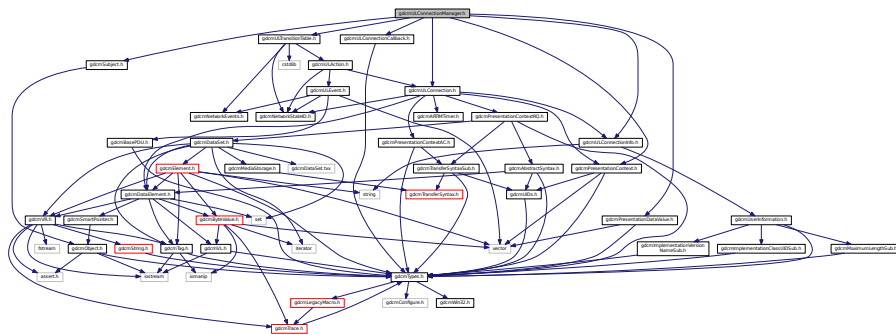 gdcmULConnectionManager.h
gdcmULTransitionTable.h
gdcmULConnectionCallback.h
gdcmSubject.h
cstdlib
gdcmULAction.h
gdcmULEvent.h
gdcmULConnection.h
gdcmNetworkEvents.h
gdcmNetworkStateID.h
gdcmARTIMTimer.h
gdcmPresentationContextRQ.h
gdcmBasePDU.h
gdcmDataSet.h
gdcmPresentationContextAC.h
gdcmULConnectionInfo.h
gdcmElement.h
gdcmMediaStorage.h
gdcmDataSet.txx
gdcmTransferSyntaxSub.h
gdcmAbstractSyntax.h
gdcmPresentationContext.h
gdcmDataElement.h
set
string
gdcmTransferSyntax.h
gdcmUIDs.h
gdcmVR.h
gdcmSmartPointer.h
gdcmByteValue.h
gdcmPresentationDataValue.h
gdcmUserInformation.h
fstream
gdcmObject.h
gdcmString.h
gdcmTag.h
gdcmVL.h
iterator
vector
gdcmImplementationVersion
NameSub.h
gdcmImplementationClassUIDSub.h
gdcmMaximumLengthSub.h
assert.h
iostream
iomanip
gdcmTypes.h
gdcmLegacyMacro.h
gdcmConfigure.h
gdcmWin32.h
gdcmTrace.h